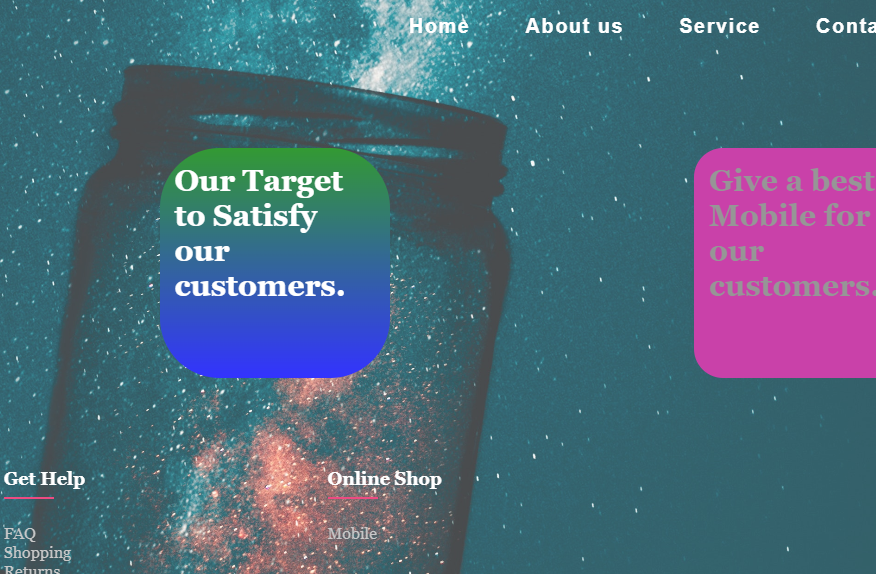 Home About us Service Conta
Our Target
to Satisfy
our
customers.
Give a best
Mobile for
our
customers.
Get Help
FAQ
Shopping
Returns
Online Shop
Mobile